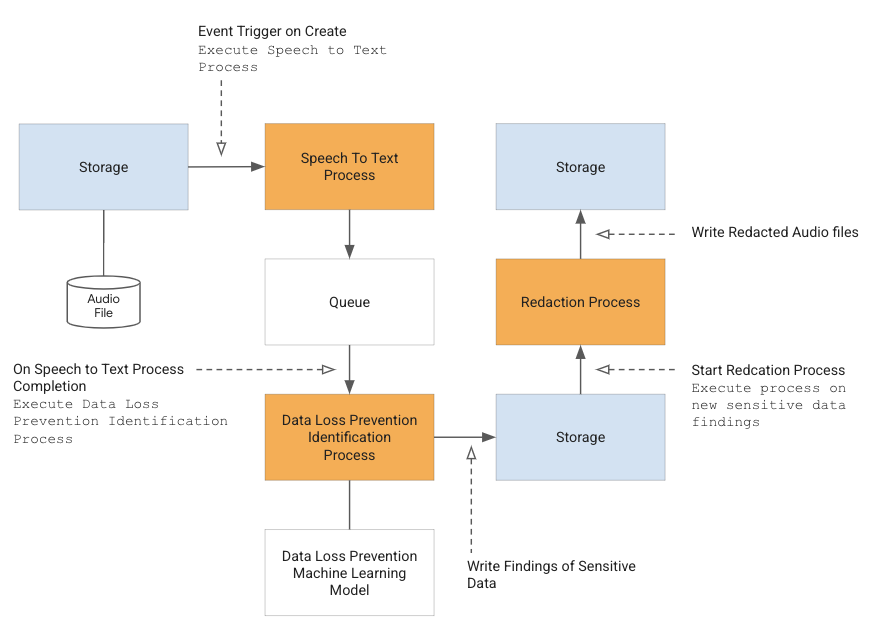 Event Trigger on Create
Execute Speech to Text
Process
Storage
Speech To Text
Process
Storage
Write Redacted Audio files
Audio
File
Queue
Redaction Process
On Speech to Text Process
Completion
Execute Data Loss
Prevention Identification
Process
Start Redcation Process
Execute process on
new sensitive data
findings
Data Loss Prevention
Identification
Process
Storage
Data Loss Prevention
Machine Learning
Model
Write Findings of Sensitive
Data